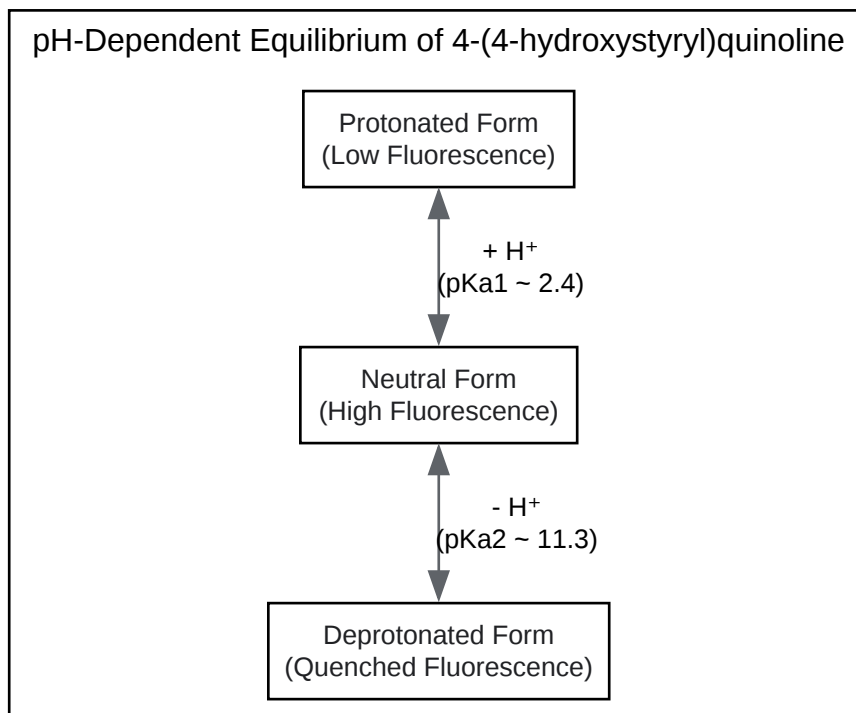 pH-Dependent Equilibrium of 4-(4-hydroxystyryl)quinoline
Protonated Form
(Low Fluorescence)
+ H⁺
(pKa1 ~ 2.4)
Neutral Form
(High Fluorescence)
- H⁺
(pKa2 ~ 11.3)
Deprotonated Form
(Quenched Fluorescence)